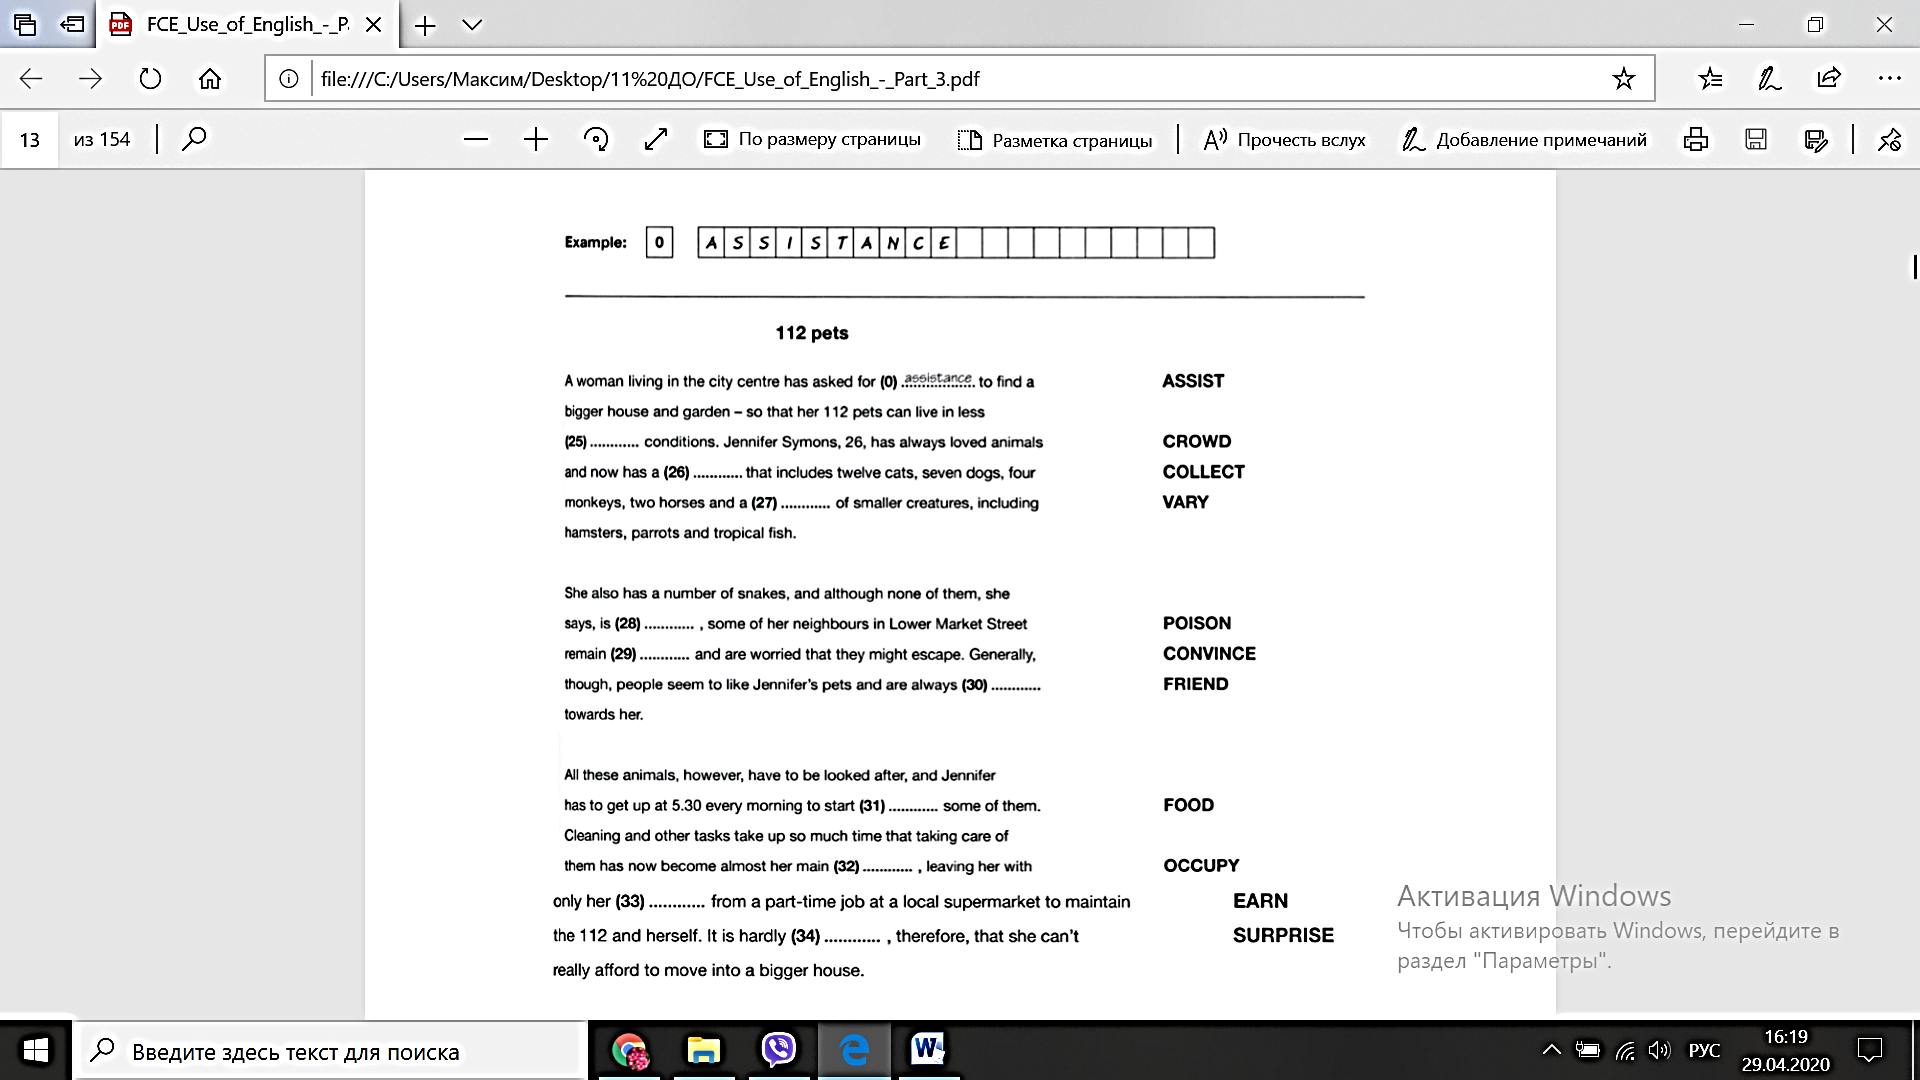 FCE_Use_of_English_-_P
file:///C:/Users/Максим/Desktop/11%20ДО/FCE_Use_of_English_-_Part_3.pdf
13 из 154 По размеру страницы Разметка страницы Прочесть вслух Добавление примечаний
Example: 0 ASSISTANCE
112 pets
A woman living in the city centre has asked for (0) assistance to find a ASSIST
bigger house and garden – so that her 112 pets can live in less
(25) ............ conditions. Jennifer Symons, 26, has always loved animals CROWD
and now has a (26) ............ that includes twelve cats, seven dogs, four COLLECT
monkeys, two horses and a (27) ............ of smaller creatures, including VARY
hamsters, parrots and tropical fish.
She also has a number of snakes, and although none of them, she
says, is (28) ............ , some of her neighbours in Lower Market Street POISON
remain (29) ............ and are worried that they might escape. Generally, CONVINCE
though, people seem to like Jennifer's pets and are always (30) ............ FRIEND
towards her.
All these animals, however, have to be looked after, and Jennifer
has to get up at 5.30 every morning to start (31) ............ some of them. FOOD
Cleaning and other tasks take up so much time that taking care of
them has now become almost her main (32) ............ , leaving her with OCCUPY
only her (33) ............ from a part-time job at a local supermarket to maintain EARN
the 112 and herself. It is hardly (34) ............ , therefore, that she can't SURPRISE
really afford to move into a bigger house.
Активация Windows
Чтобы активировать Windows, перейдите в
раздел "Параметры".
Введите здесь текст для поиска
РУС
16:19
29.04.2020